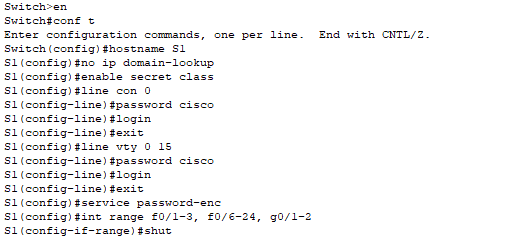 Switch>en
Switch#conf t
Enter configuration commands, one per line.  End with CNTL/Z.
Switch(config)#hostname S1
S1(config)#no ip domain-lookup
S1(config)#enable secret class
S1(config)#line con 0
S1(config-line)#password cisco
S1(config-line)#login
S1(config-line)#exit
S1(config)#line vty 0 15
S1(config-line)#password cisco
S1(config-line)#login
S1(config-line)#exit
S1(config)#service password-enc
S1(config)#int range f0/1-3, f0/6-24, g0/1-2
S1(config-if-range)#shut